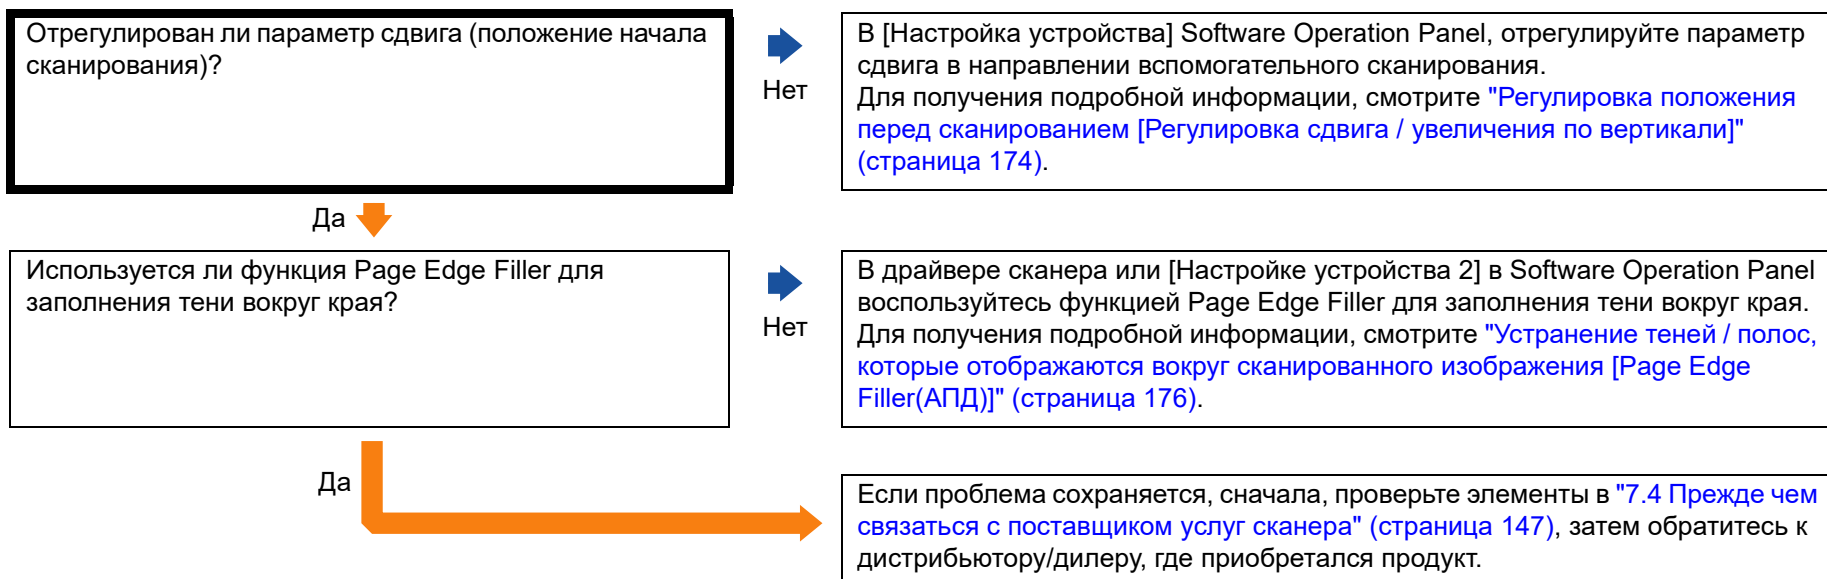 Отрегулирован ли параметр сдвига (положение начала
сканирования)?
Нет
В [Настройка устройства] Software Operation Panel, отрегулируйте параметр
сдвига в направлении вспомогательного сканирования.
Для получения подробной информации, смотрите "Регулировка положения
перед сканированием [Регулировка сдвига / увеличения по вертикали]"
(страница 174).
Да
Используется ли функция Page Edge Filler для
заполнения тени вокруг края?
Нет
В драйвере сканера или [Настройке устройства 2] в Software Operation Panel
воспользуйтесь функцией Page Edge Filler для заполнения тени вокруг края.
Для получения подробной информации, смотрите "Устранение теней / полос,
которые отображаются вокруг сканированного изображения [Page Edge
Filler(АПД)]" (страница 176).
Да
Если проблема сохраняется, сначала, проверьте элементы в "7.4 Прежде чем
связаться с поставщиком услуг сканера" (страница 147), затем обратитесь к
дистрибьютору/дилеру, где приобретался продукт.